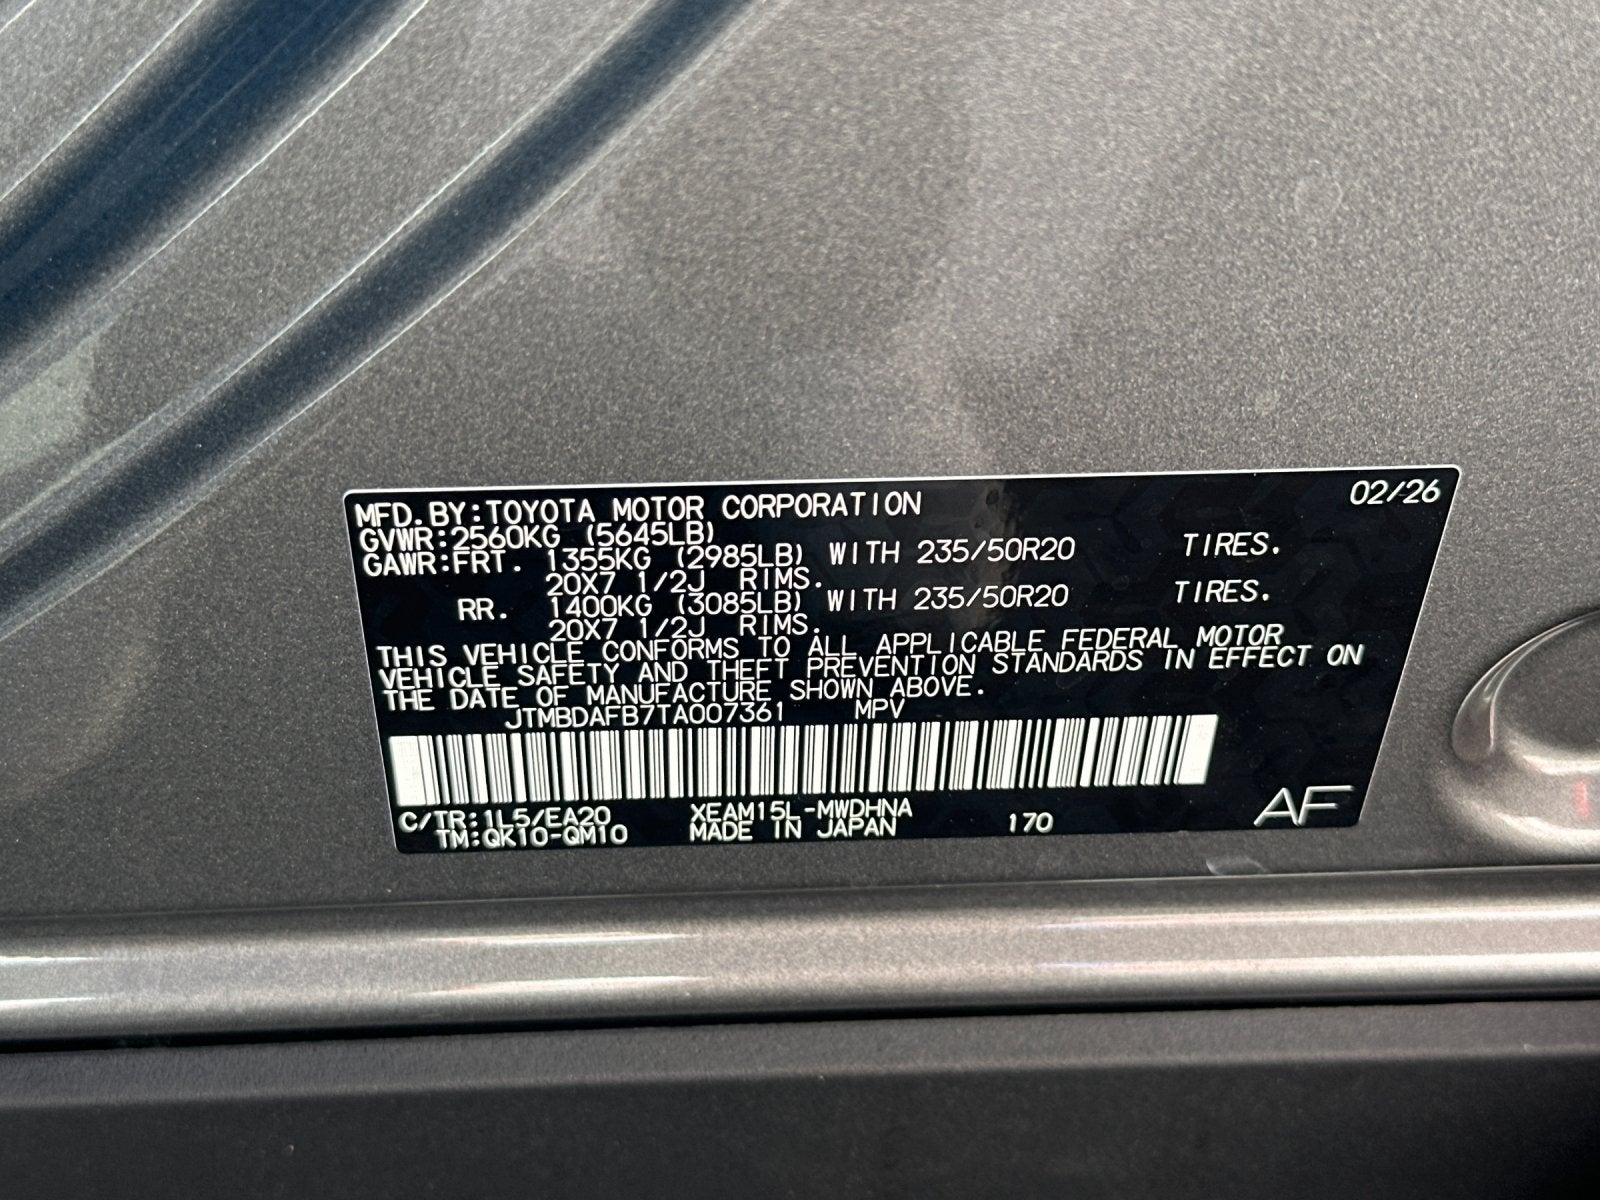 02/26
MFD. BY:TOYOTA MOTOR CORPORATION
GVWR:2560KG (5645LB)
GAWR:FRT. 1355KG (2985LB) WITH 235/50R20 TIRES.
20X7 1/2J RIMS.
RR. 1400KG (3085LB) WITH 235/50R20 TIRES.
20X7 1/2J RIMS.
THIS VEHICLE CONFORMS TO ALL APPLICABLE FEDERAL MOTOR
VEHICLE SAFETY AND THEFT PREVENTION STANDARDS IN EFFECT ON
THE DATE OF MANUFACTURE SHOWN ABOVE.
JTMBDAFB7TA007361 MPV
C/TR:1L5/EA20 XEAM15L-MWDHNA
TM:QK10-QM10 MADE IN JAPAN 170
AF